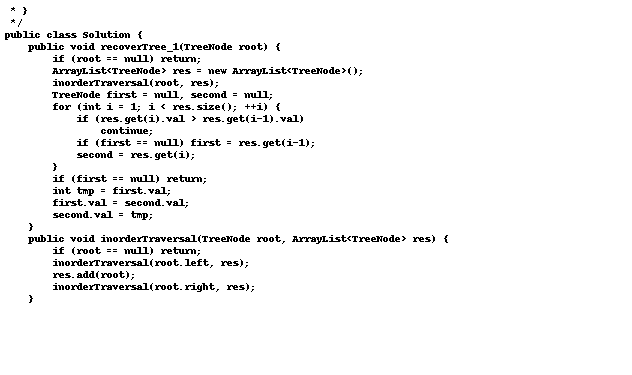 * }
 */
public class Solution {
    public void recoverTree_1(TreeNode root) {
        if (root == null) return;
        ArrayList<TreeNode> res = new ArrayList<TreeNode>();
        inorderTraversal(root, res);
        TreeNode first = null, second = null;
        for (int i = 1; i < res.size(); ++i) {
            if (res.get(i).val > res.get(i-1).val)
                continue;
            if (first == null) first = res.get(i-1);
            second = res.get(i);
        }
        if (first == null) return;
        int tmp = first.val;
        first.val = second.val;
        second.val = tmp;
    }
    public void inorderTraversal(TreeNode root, ArrayList<TreeNode> res) {
        if (root == null) return;
        inorderTraversal(root.left, res);
        res.add(root);
        inorderTraversal(root.right, res);
    }